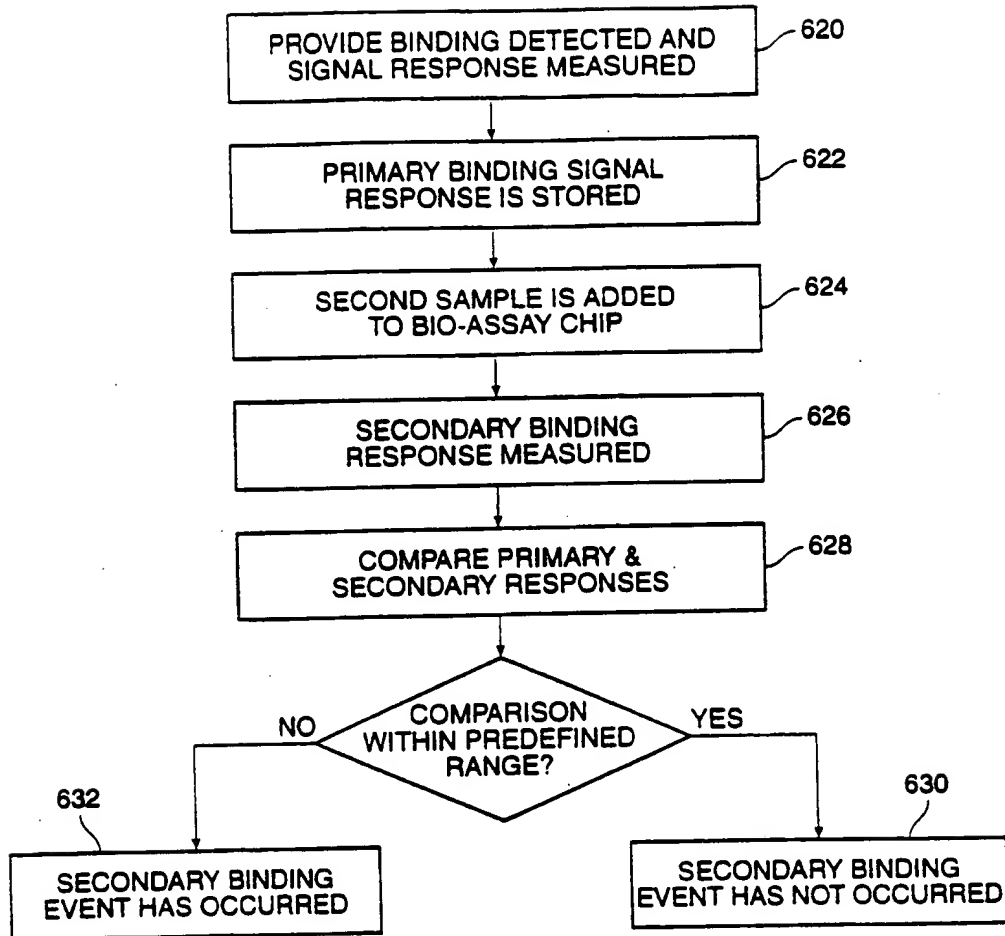 PROVIDE BINDING DETECTED AND
SIGNAL RESPONSE MEASURED
620
PRIMARY BINDING SIGNAL
RESPONSE IS STORED
622
SECOND SAMPLE IS ADDED
TO BIO-ASSAY CHIP
624
SECONDARY BINDING
RESPONSE MEASURED
626
COMPARE PRIMARY &
SECONDARY RESPONSES
628
NO
COMPARISON
WITHIN PREDEFINED
RANGE?
YES
632
SECONDARY BINDING
EVENT HAS OCCURRED
630
SECONDARY BINDING
EVENT HAS NOT OCCURRED